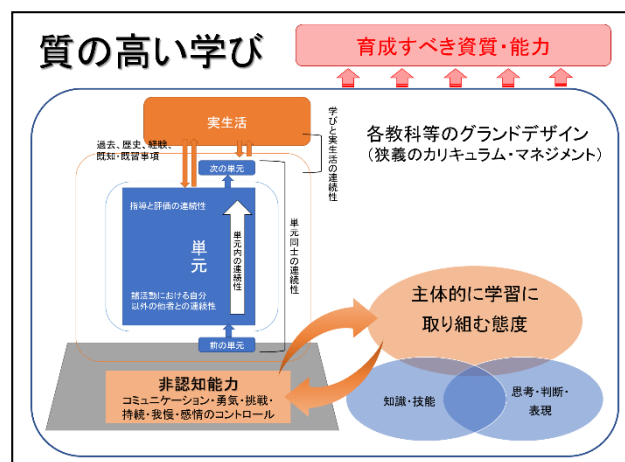 質の高い学び
育成すべき資質・能力
実生活
学びと実生活の連続性
各教科等のグランドデザイン
(狭義のカリキュラム・マネジメント)
過去、歴史、経験、
既知・既習事項
次の単元
指導と評価の連続性
単元
単元内の連続性
単元同士の連続性
諸活動における自分
以外の他者との連続性
前の単元
主体的に学習に
取り組む態度
非認知能力
コミュニケーション・勇気・挑戦・
持続・我慢・感情のコントロール
知識・技能
思考・判断・
表現